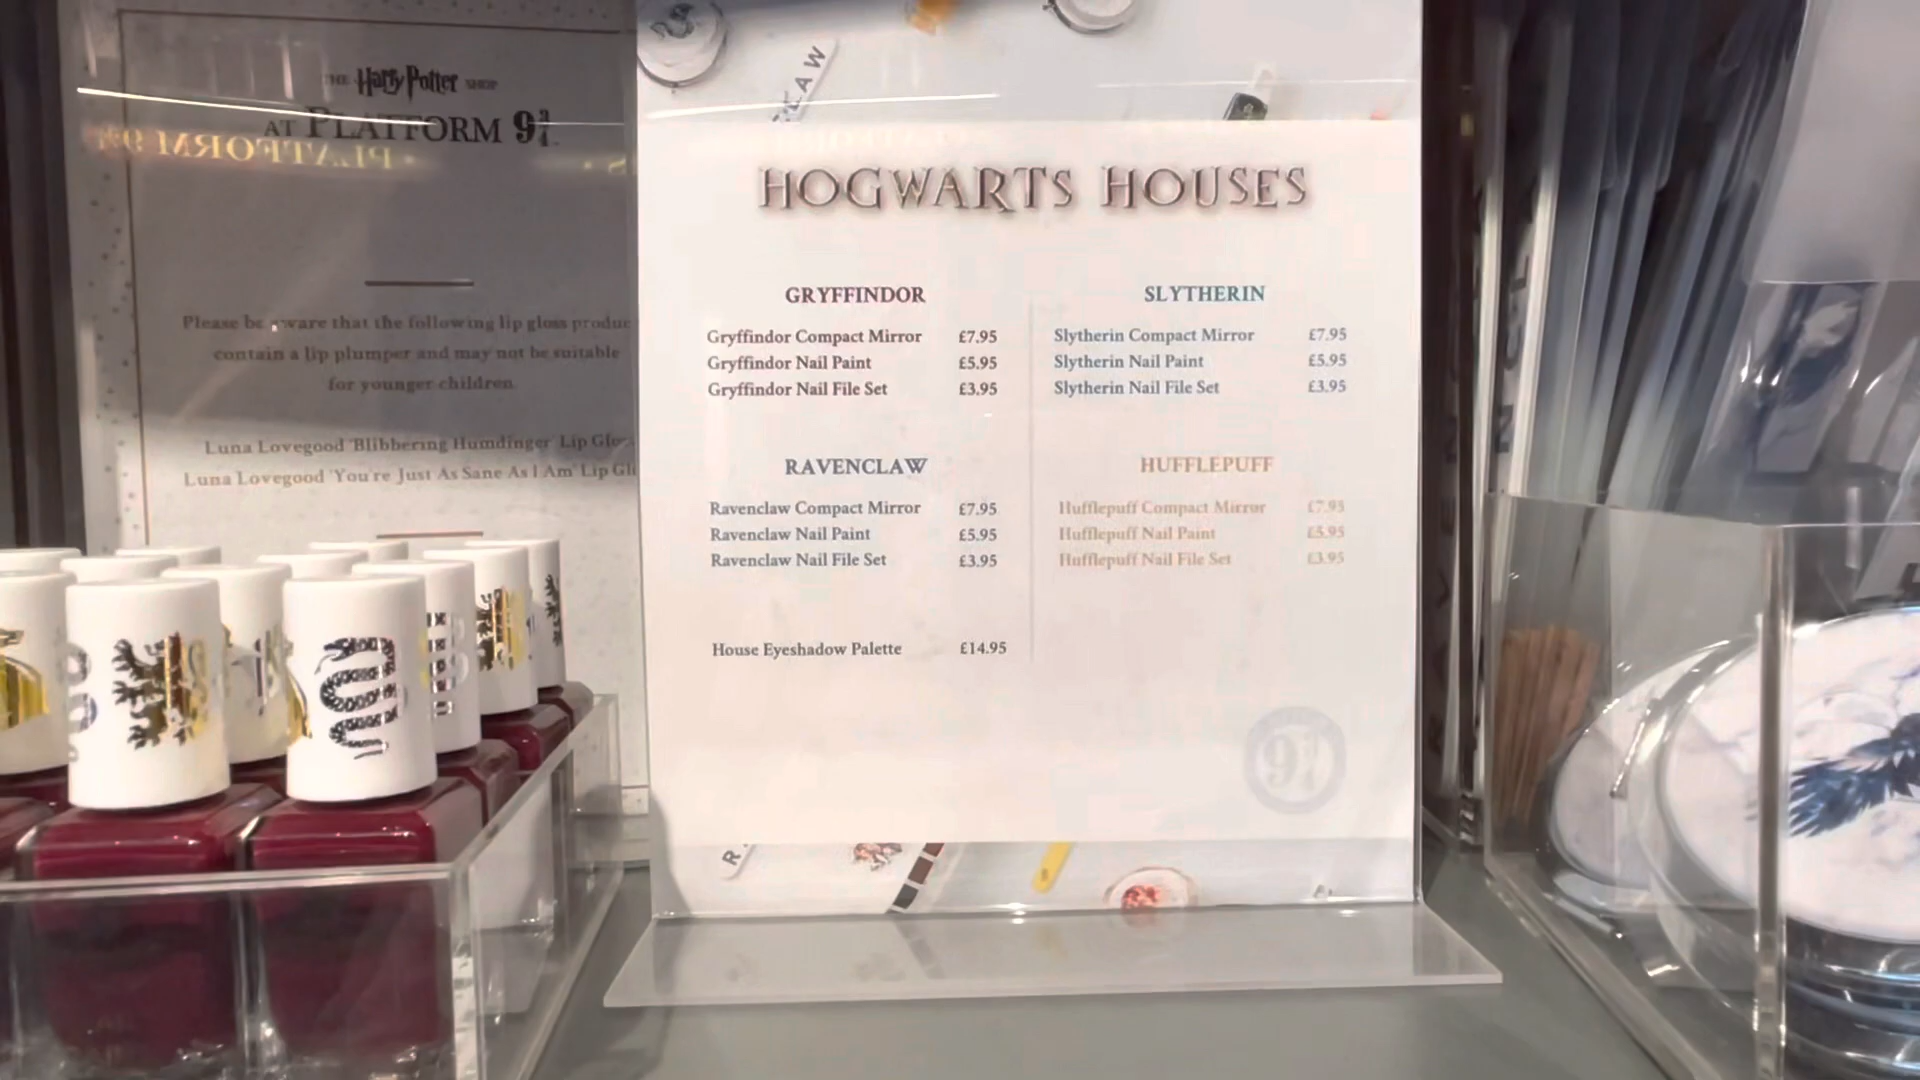 THE Harry Potter SHOP
AT PLATFORM 9¾
Please be aware that the following lip gloss
contain a lip plumper and may not be suitable
for younger children.
Luna Lovegood 'Blibbering Humdinger' Lip
Luna Lovegood 'You're Just As Sane As I Am' Lip
HOGWARTS HOUSES
GRYFFINDOR
Gryffindor Compact Mirror £7.95
Gryffindor Nail Paint £5.95
Gryffindor Nail File Set £3.95
SLYTHERIN
Slytherin Compact Mirror £7.95
Slytherin Nail Paint £5.95
Slytherin Nail File Set £3.95
RAVENCLAW
Ravenclaw Compact Mirror £7.95
Ravenclaw Nail Paint £5.95
Ravenclaw Nail File Set £3.95
HUFFLEPUFF
Hufflepuff Compact Mirror £7.95
Hufflepuff Nail Paint £5.95
Hufflepuff Nail File Set £3.95
House Eyeshadow Palette £14.95
9¾